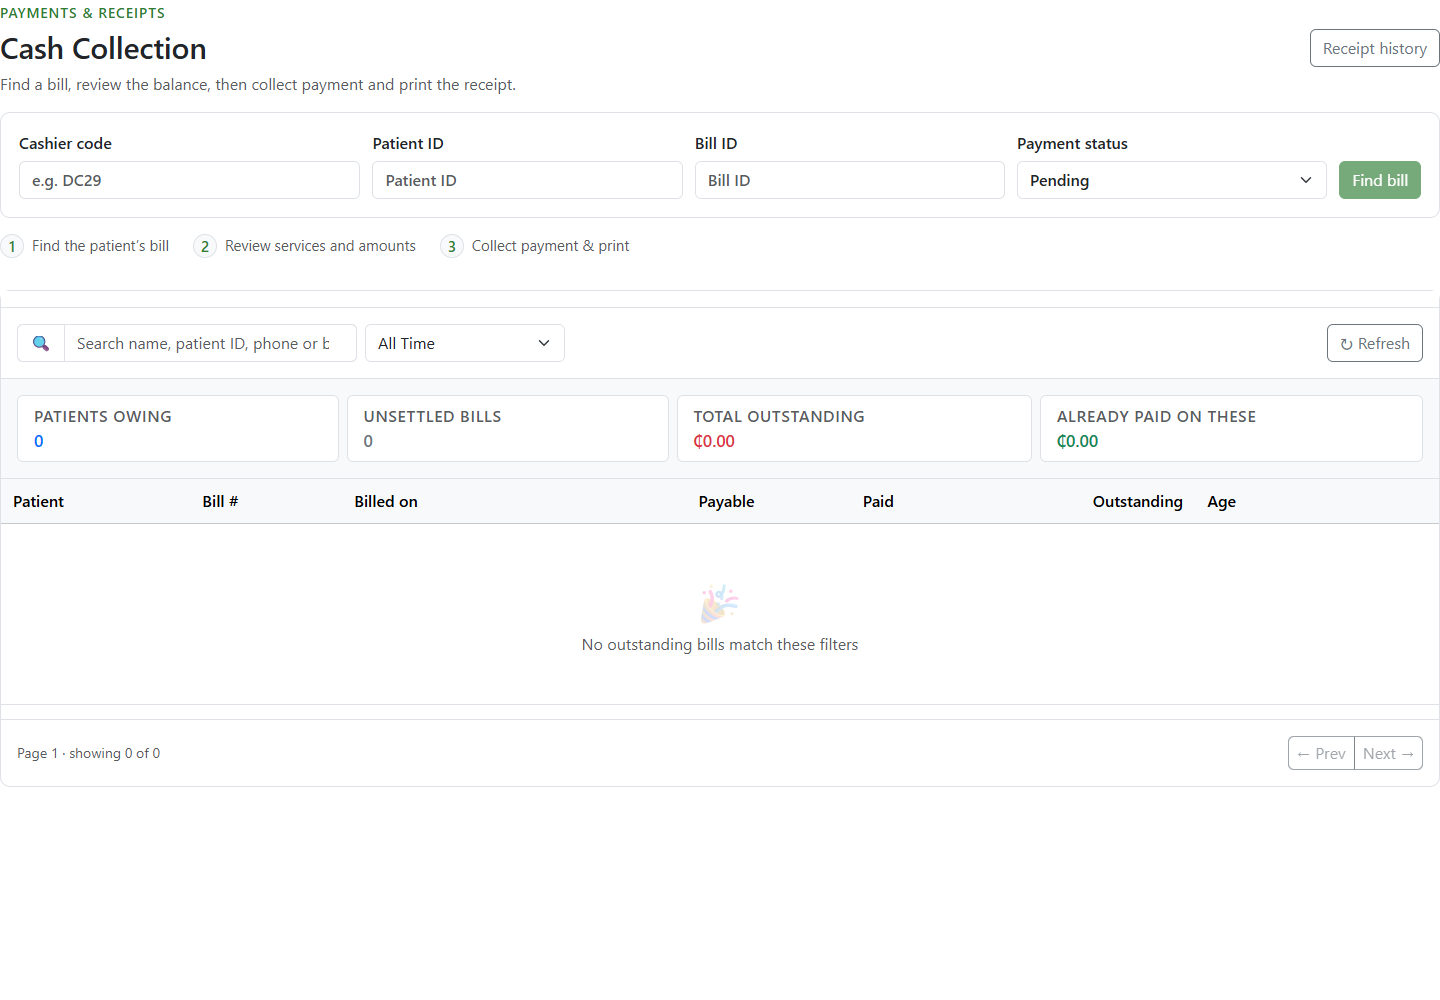 PAYMENTS & RECEIPTS
Cash Collection
Receipt history
Find a bill, review the balance, then collect payment and print the receipt.
Cashier code
Patient ID
Bill ID
Payment status
e.g. DC29
Patient ID
Bill ID
Pending
Find bill
1 Find the patient's bill
2 Review services and amounts
3 Collect payment & print
Search name, patient ID, phone or b
All Time
↻ Refresh
PATIENTS OWING
0
UNSETTLED BILLS
0
TOTAL OUTSTANDING
₵0.00
ALREADY PAID ON THESE
₵0.00
Patient Bill # Billed on Payable Paid Outstanding Age
No outstanding bills match these filters
Page 1 · showing 0 of 0
← Prev
Next →